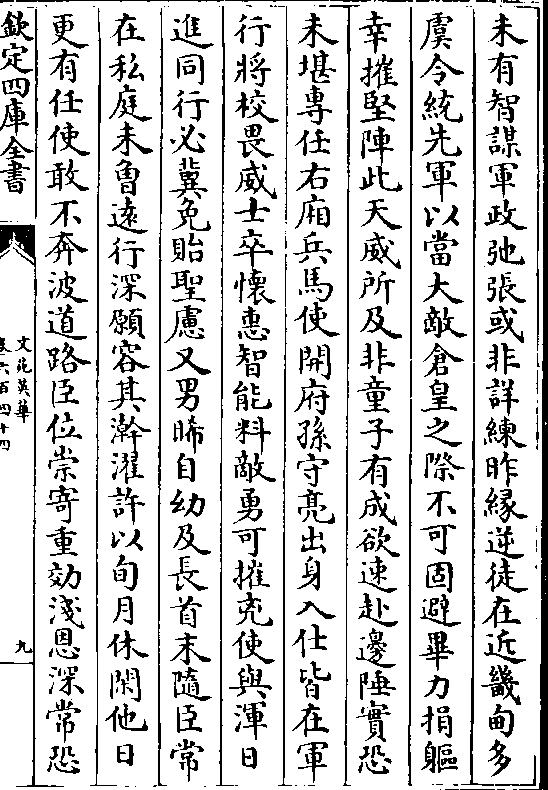 未有智謀軍政弛張或非詳練昨緣逆徒在近畿甸多
虞令統先軍以當大敵倉皇之際不可固避畢力捐軀
幸摧堅陣此天威所及非童子有成欲速赴邊陲實恐
未堪專任右廂兵馬使開府孫守亮出身入仕皆在軍
行將校畏威士卒懷惠智能料敵勇可摧兇使與渾日
進同行必冀免貽聖慮又男晞自幼及長首末隨臣常
在私庭未魯遠行深願容其澣濯許以旬月休閑他日
更有任使敢不奔波道路臣位崇寄重効淺恩深常恐
欽定四庫全書
文苑英華
卷六百四十四
九